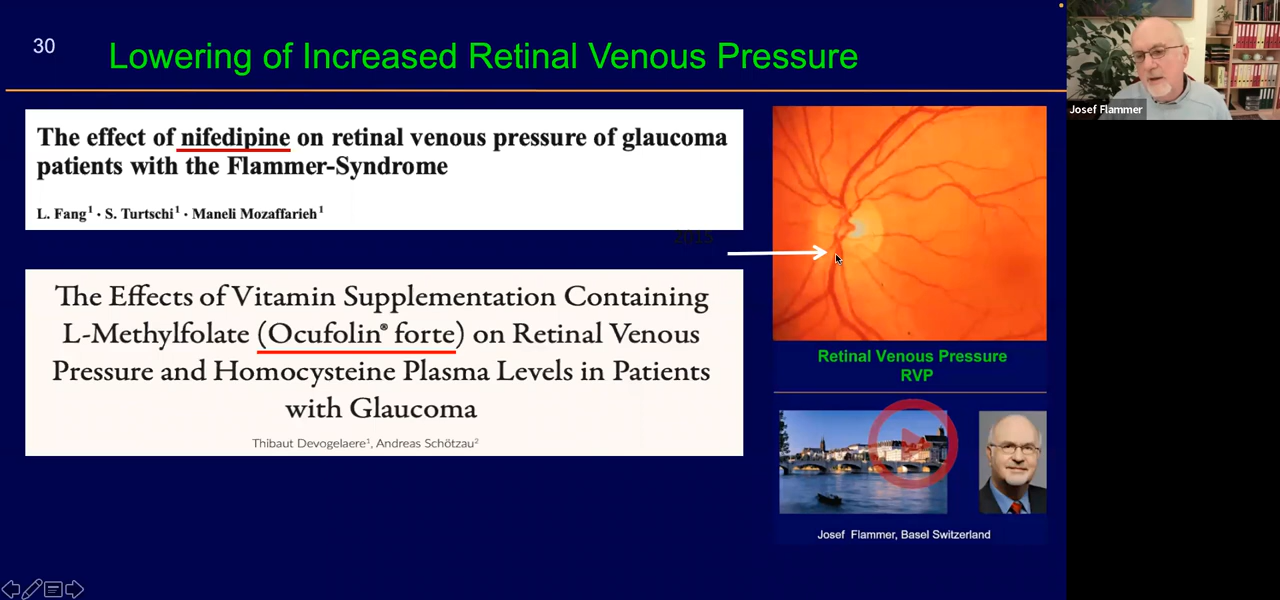 30
Lowering of Increased Retinal Venous Pressure
The effect of nifedipine on retinal venous pressure of glaucoma
patients with the Flammer-Syndrome
L. Fang¹ · S. Turtschi¹ · Maneli Mozaffarieh¹
The Effects of Vitamin Supplementation Containing
L-Methylfolate (Ocufolin® forte) on Retinal Venous
Pressure and Homocysteine Plasma Levels in Patients
with Glaucoma
Thibaut Devogelaere¹, Andreas Schötzau²
Retinal Venous Pressure
RVP
Josef Flammer, Basel Switzerland
Josef Flammer